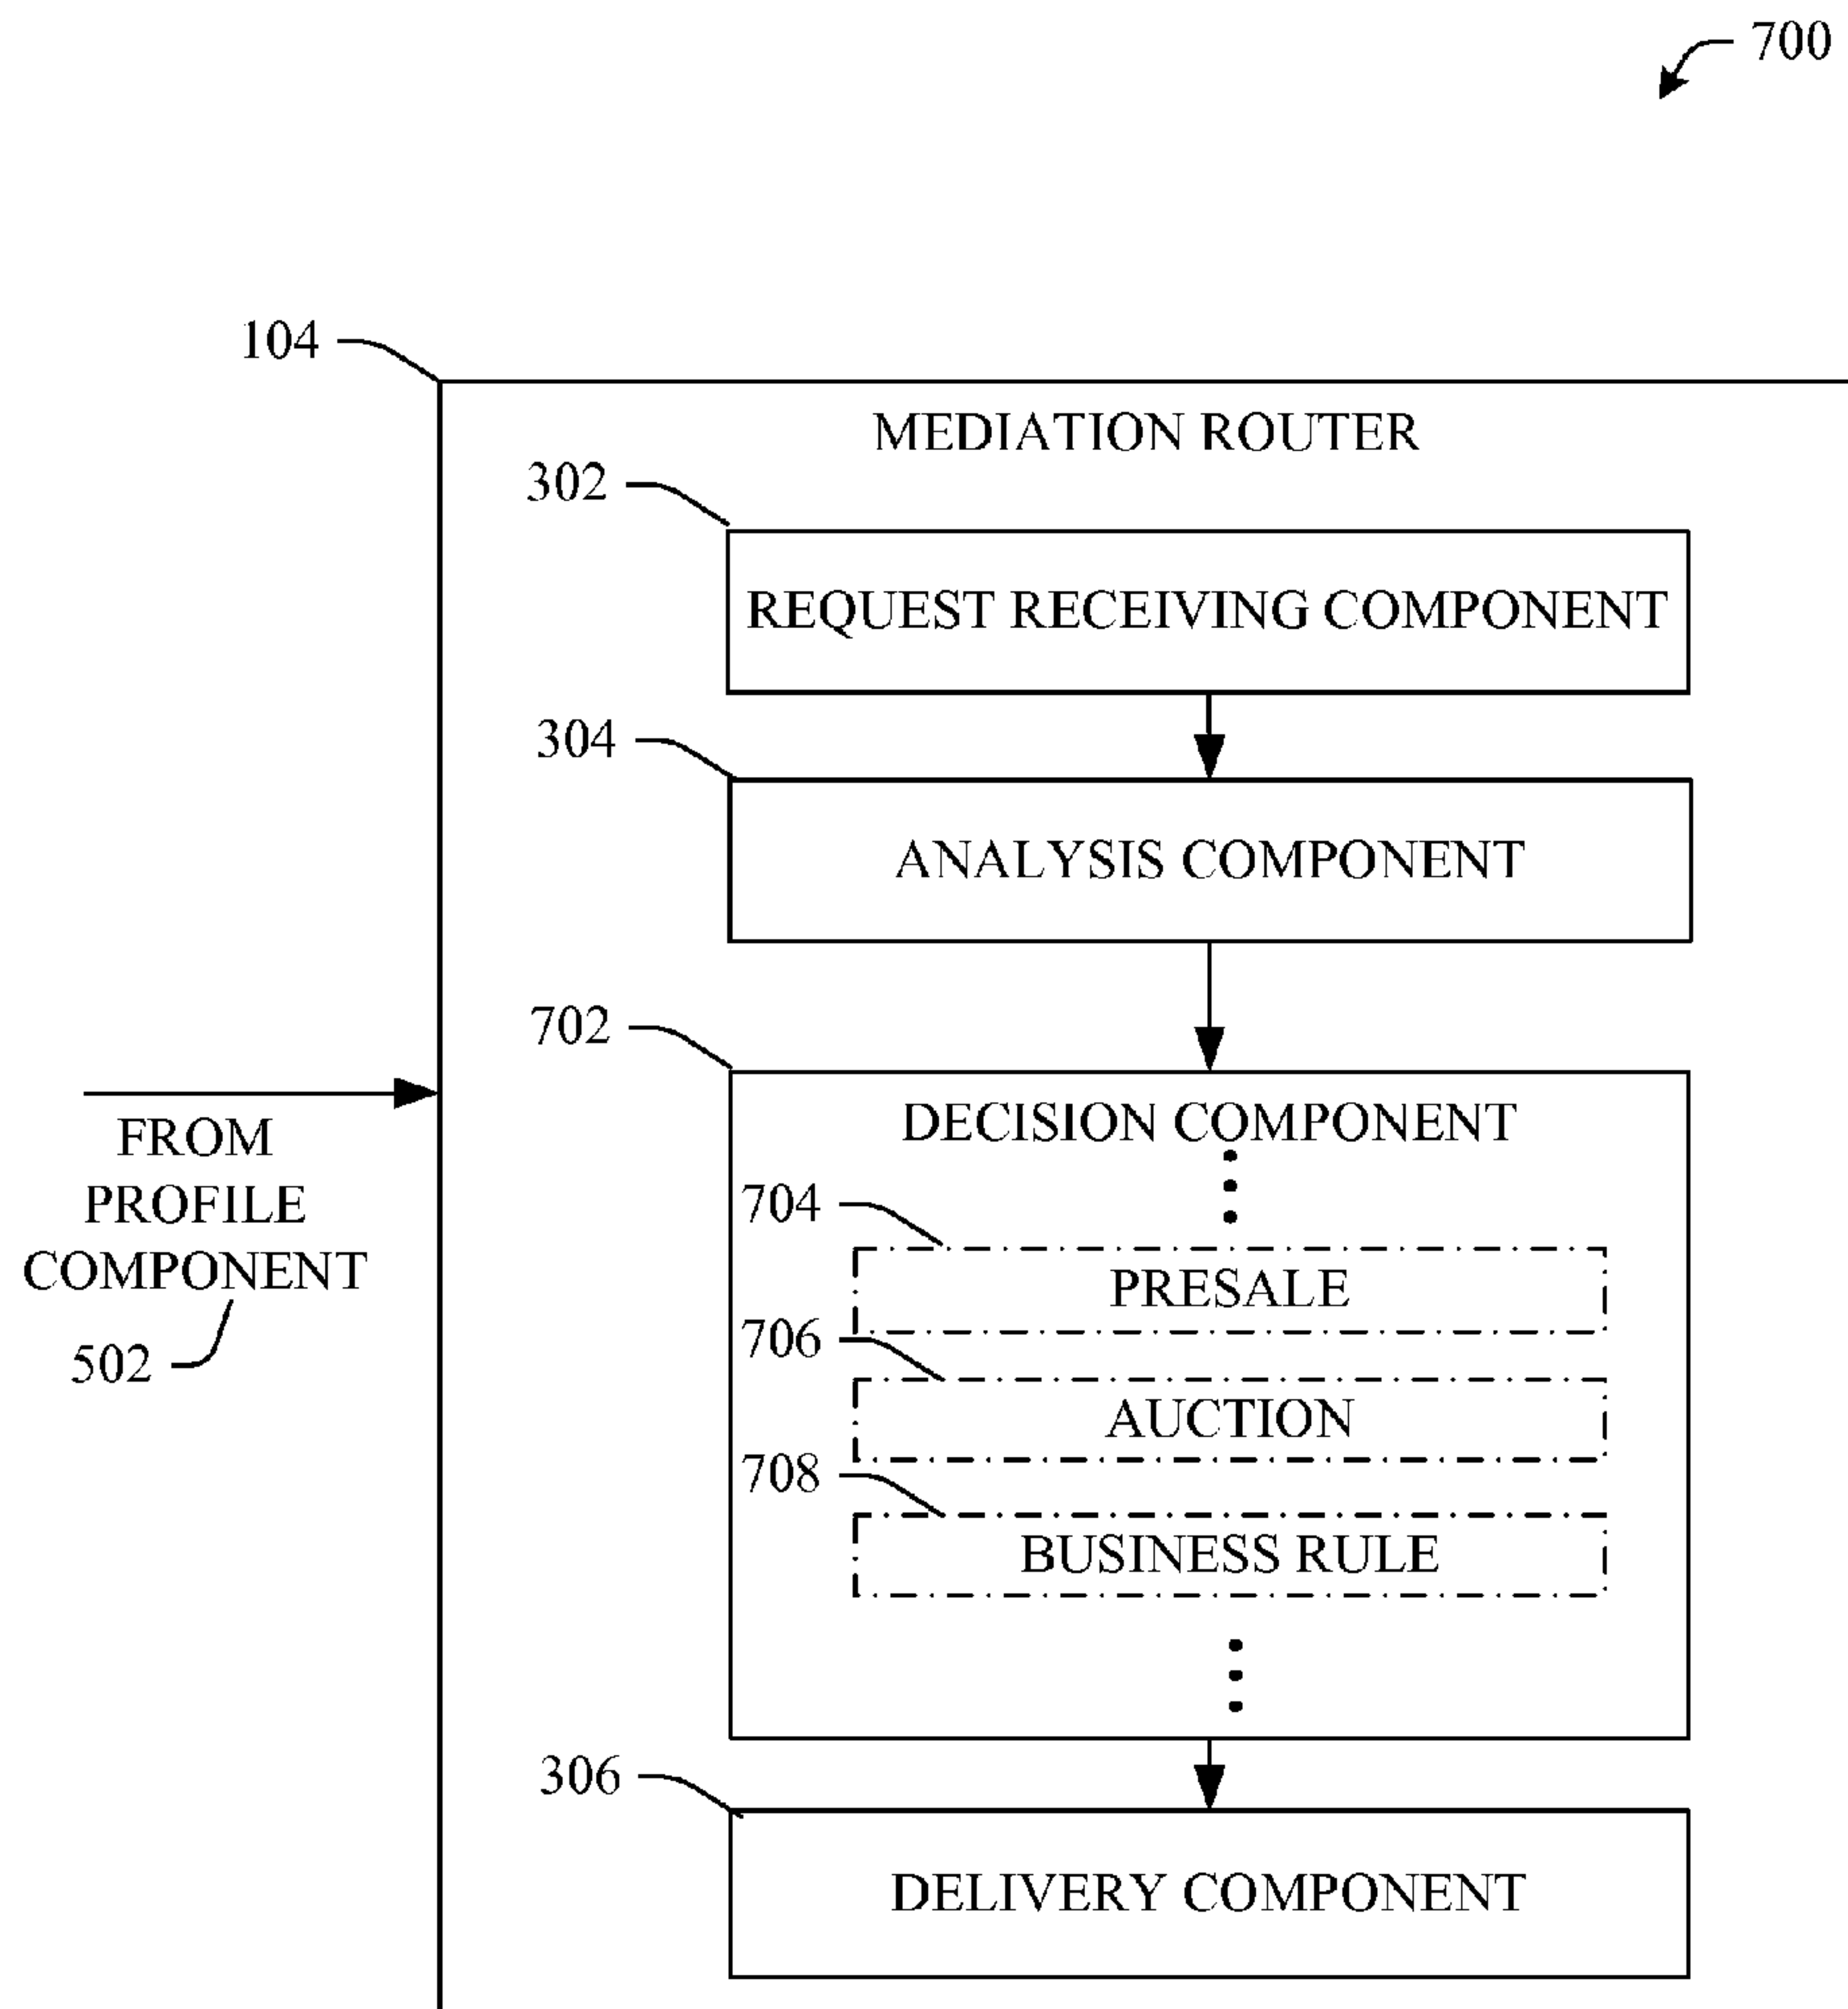 700
104
MEDIATION ROUTER
302
REQUEST RECEIVING COMPONENT
304
ANALYSIS COMPONENT
702
DECISION COMPONENT
FROM
PROFILE
COMPONENT
502
704
PRESALE
706
AUCTION
708
BUSINESS RULE
306
DELIVERY COMPONENT